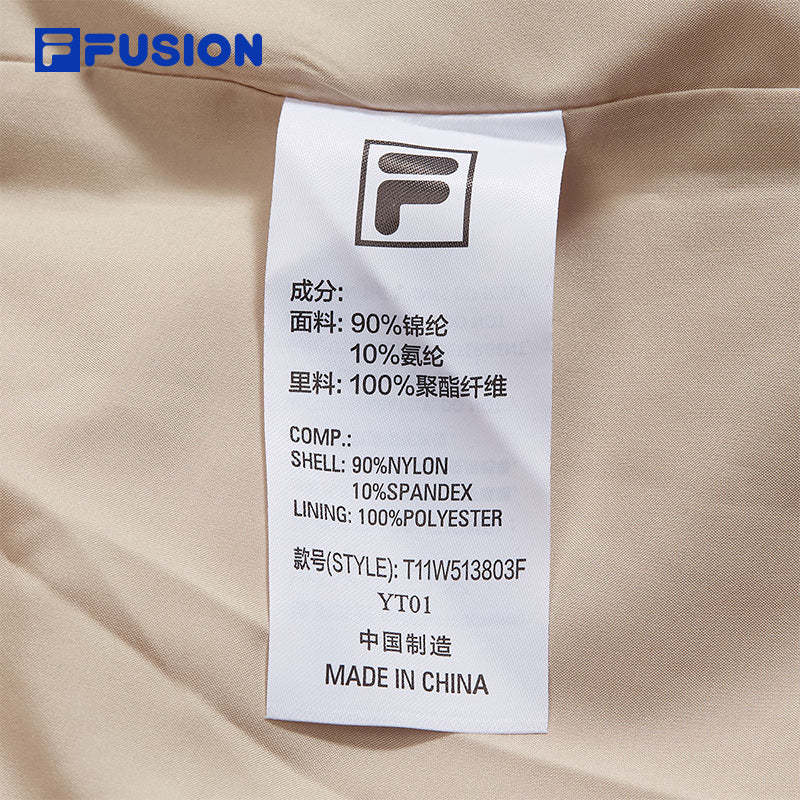 FUSION
成分:
面料: 90%锦纶
10%氨纶
里料: 100%聚酯纤维
COMP.:
SHELL: 90%NYLON
10%SPANDEX
LINING: 100%POLYESTER
款号(STYLE): T11W513803F
YT01
中国制造
MADE IN CHINA